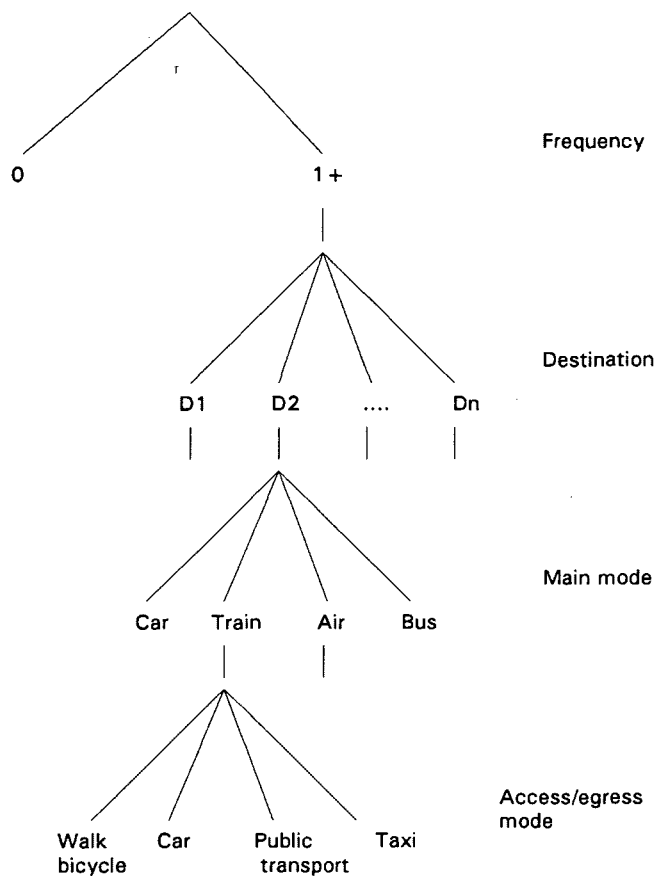 Frequency
0 1 +
Destination
D1 D2 .... Dn
Main mode
Car Train Air Bus
Access/egress
mode
Walk Car Public Taxi
bicycle transport